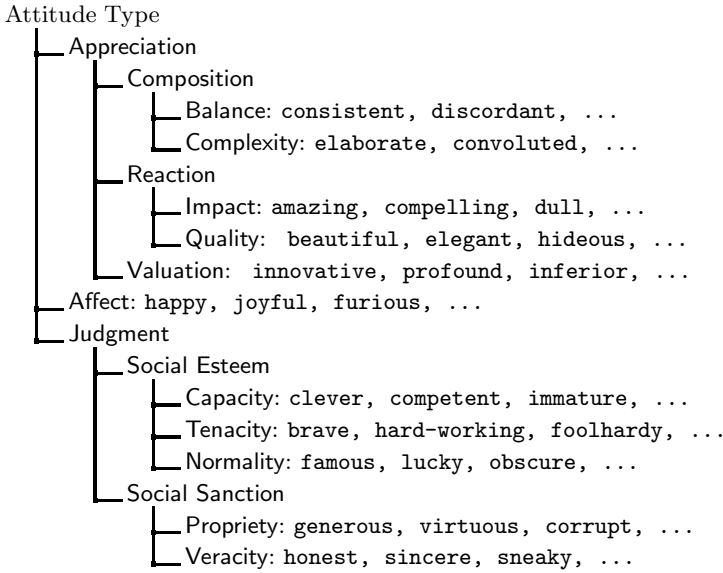 Attitude Type
Appreciation
Composition
Balance: consistent, discordant, ...
Complexity: elaborate, convoluted, ...
Reaction
Impact: amazing, compelling, dull, ...
Quality: beautiful, elegant, hideous, ...
Valuation: innovative, profound, inferior, ...
Affect: happy, joyful, furious, ...
Judgment
Social Esteem
Capacity: clever, competent, immature, ...
Tenacity: brave, hard-working, foolhardy, ...
Normality: famous, lucky, obscure, ...
Social Sanction
Propriety: generous, virtuous, corrupt, ...
Veracity: honest, sincere, sneaky, ...